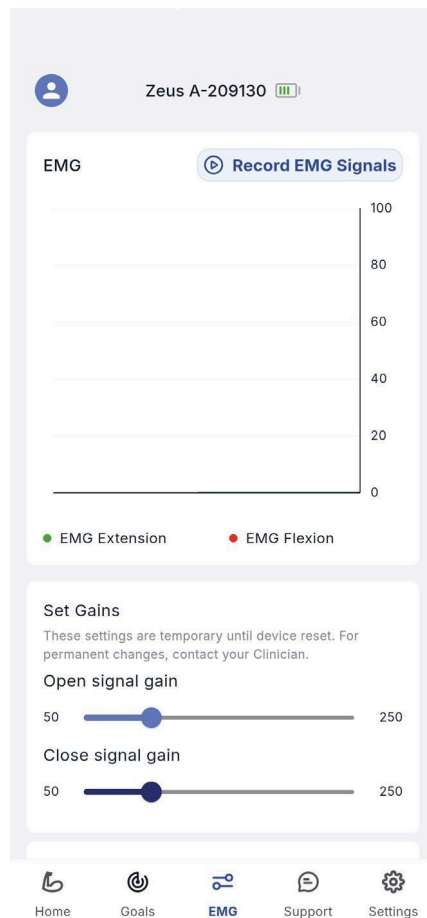 Zeus A-209130
EMG
Record EMG Signals
100
80
60
40
20
0
EMG Extension
EMG Flexion
Set Gains
These settings are temporary until device reset. For
permanent changes, contact your Clinician.
Open signal gain
50
250
Close signal gain
50
250
Home
Goals
EMG
Support
Settings